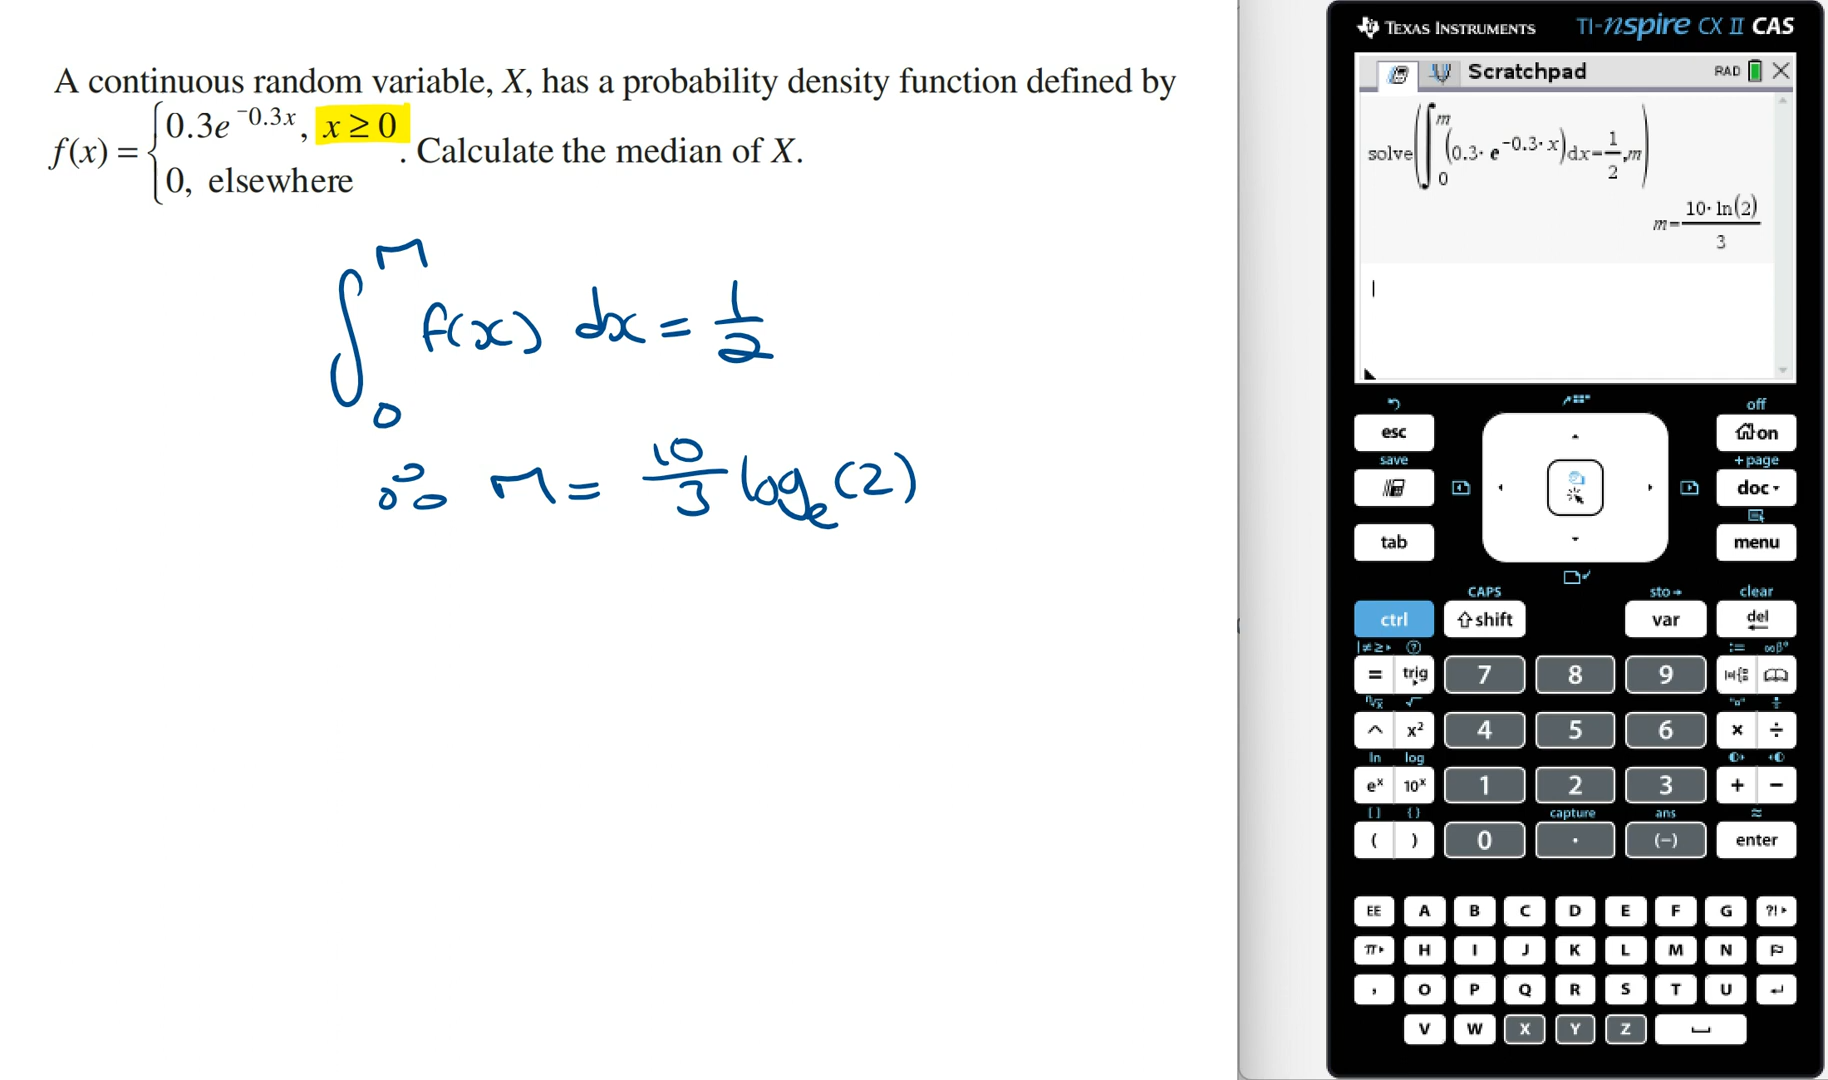 A continuous random variable, X, has a probability density function defined by
f(x) = {0.3e^−0.3x, x ≥ 0
0, elsewhere
. Calculate the median of X.
∫₀ᴹ f(x) dx = 1/2
∴ M = 10/3 logₑ(2)
TEXAS INSTRUMENTS TI-nspire CX II CAS
Scratchpad RAD
solve(∫₀ᵐ (0.3·e^−0.3·x)dx=1/2,m)
m=10·ln(2)/3
off
esc on
save +page
doc
tab menu
CAPS sto→ clear
ctrl shift var del
|≠≥▸ ? := ∞β°
= trig 7 8 9
ⁿ√x √
^ x² 4 5 6 × ÷
ln log
eˣ 10ˣ 1 2 3 + −
[] {} capture ans ≈
( ) 0 . (−) enter
EE A B C D E F G ?!▸
π▸ H I J K L M N
, O P Q R S T U
V W X Y Z